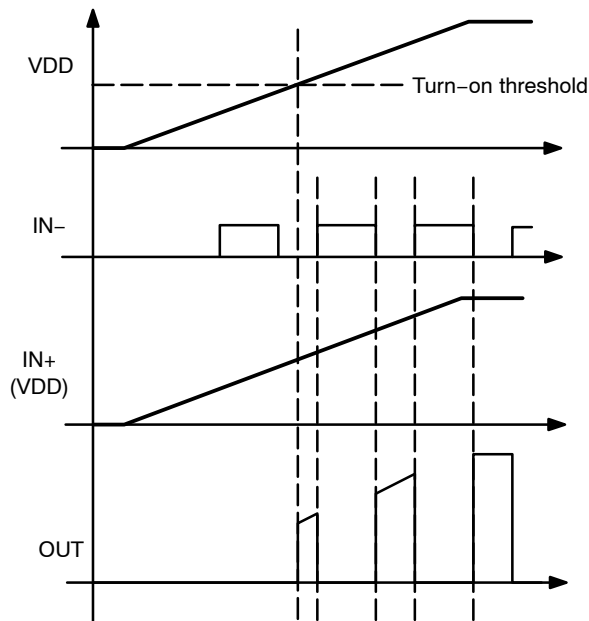 VDD
Turn−on threshold
IN−
IN+
(VDD)
OUT